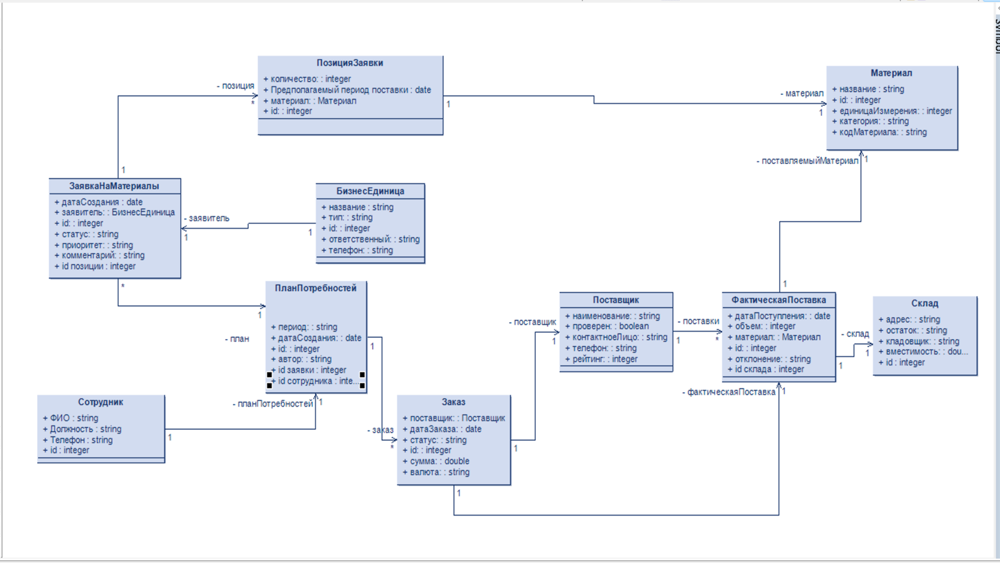 ПозицияЗаявки
+ количество: : integer
+ Предполагаемый период поставки : date
+ материал: : Материал
+ id: : integer
- позиция
*
1
1
- материал
1
Материал
+ название : string
+ id: : integer
+ единицаИзмерения: : integer
+ категория: : string
+ кодМатериала: : string
- поставляемыйМатериал
1
ЗаявкаНаМатериалы
+ датаСоздания : date
+ заявитель: : БизнесЕдиница
+ id: : integer
+ статус: : string
+ приоритет: : string
+ комментарий: : string
+ id позиции : integer
*
- заявитель
1
1
БизнесЕдиница
+ название : string
+ тип: : string
+ id: : integer
+ ответственный: : string
+ телефон: : string
ПланПотребностей
+ период: : string
+ датаСоздания: : date
+ id: : integer
+ автор: : string
+ id заявки : integer
+ id сотрудника : inte...
1
- план
1
- планПотребностей
1
Сотрудник
+ ФИО : string
+ Должность : string
+ Телефон : string
+ id : integer
1
- заказ
*
Заказ
+ поставщик: : Поставщик
+ датаЗаказа: : date
+ статус: : string
+ id: : integer
+ сумма: : double
+ валюта: : string
1
1
- поставщик
1
Поставщик
+ наименование: : string
+ проверен: : boolean
+ контактноеЛицо: : string
+ телефон: : string
+ рейтинг: : integer
- поставки
1
*
1
ФактическаяПоставка
+ датаПоступления: : date
+ объем: : integer
+ материал: : Материал
+ id: : integer
+ отклонение: : string
+ id склада : integer
- фактическаяПоставка
1
- склад
1
1
Склад
+ адрес: : string
+ остаток: : string
+ кладовщик: : string
+ вместимость: : dou...
+ id : integer